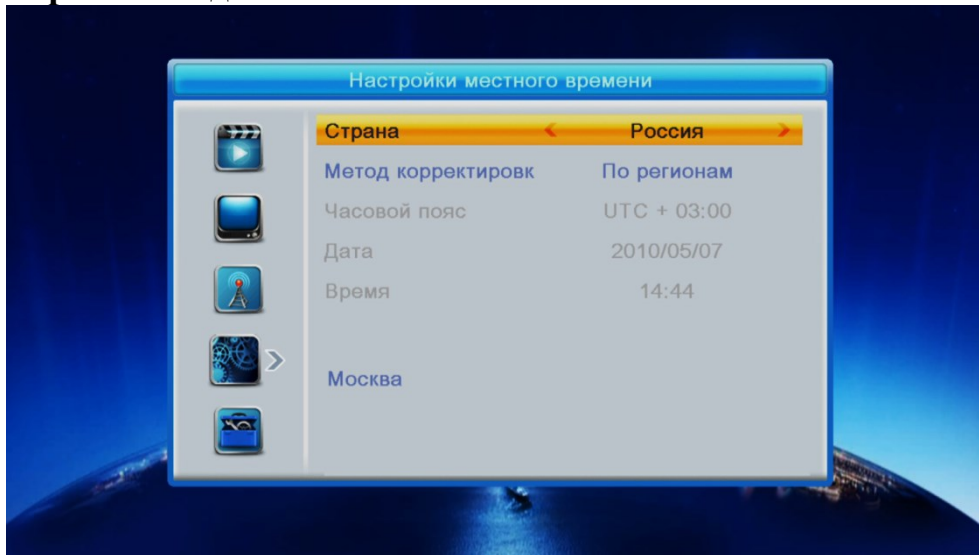 Настройки местного времени
Страна Россия
Метод корректировк По регионам
Часовой пояс UTC + 03:00
Дата 2010/05/07
Время 14:44
Москва